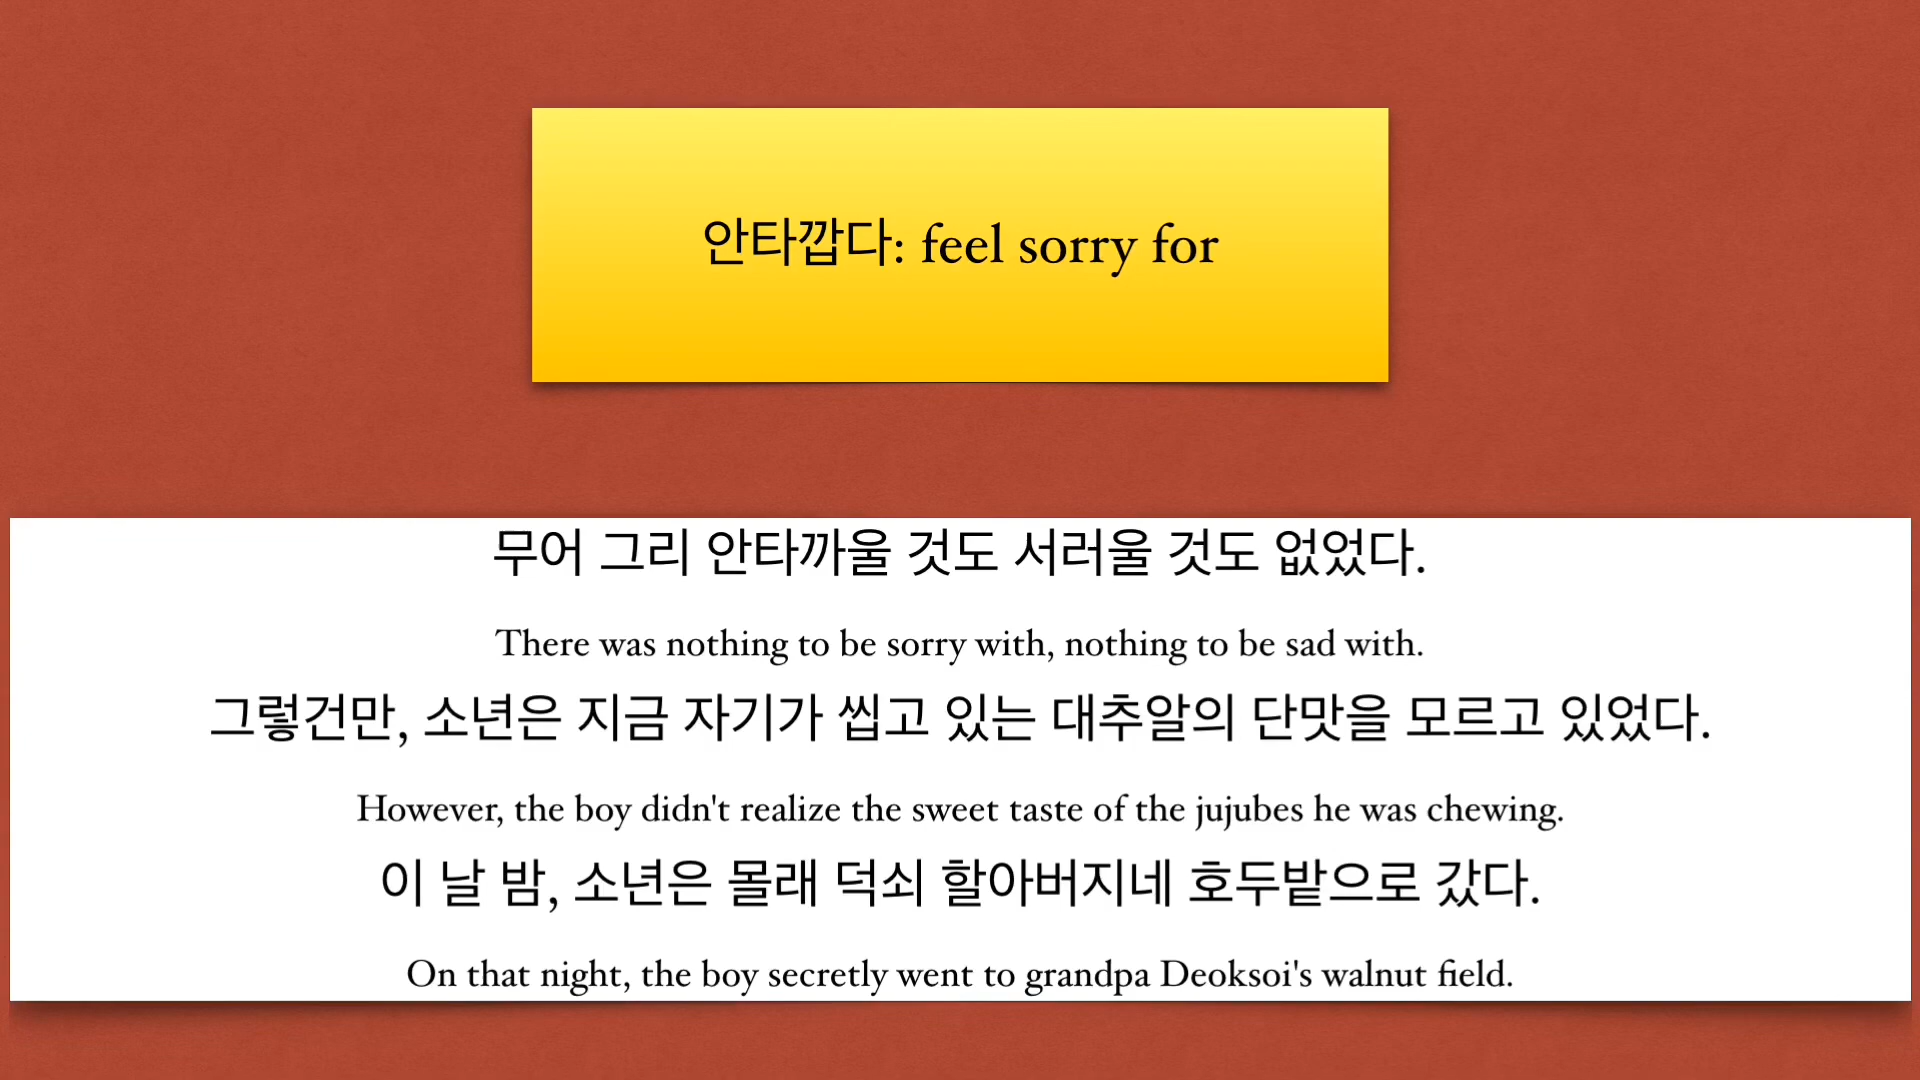 안타깝다: feel sorry for
무어 그리 안타까울 것도 서러울 것도 없었다.
There was nothing to be sorry with, nothing to be sad with.
그렇건만, 소년은 지금 자기가 씹고 있는 대추알의 단맛을 모르고 있었다.
However, the boy didn't realize the sweet taste of the jujubes he was chewing.
이 날 밤, 소년은 몰래 덕쇠 할아버지네 호두밭으로 갔다.
On that night, the boy secretly went to grandpa Deoksoi's walnut field.